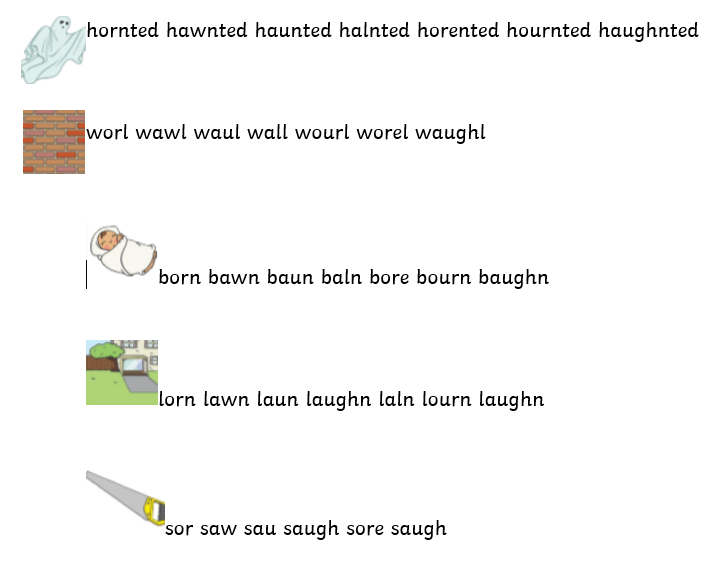 hornted hawnted haunted halnted horented hournted haughnted
worl wawl waul wall wourl worel waughl
born bawn baun baln bore bourn baughn
lorn lawn laun laughn laln lourn laughn
sor saw sau saugh sore saugh